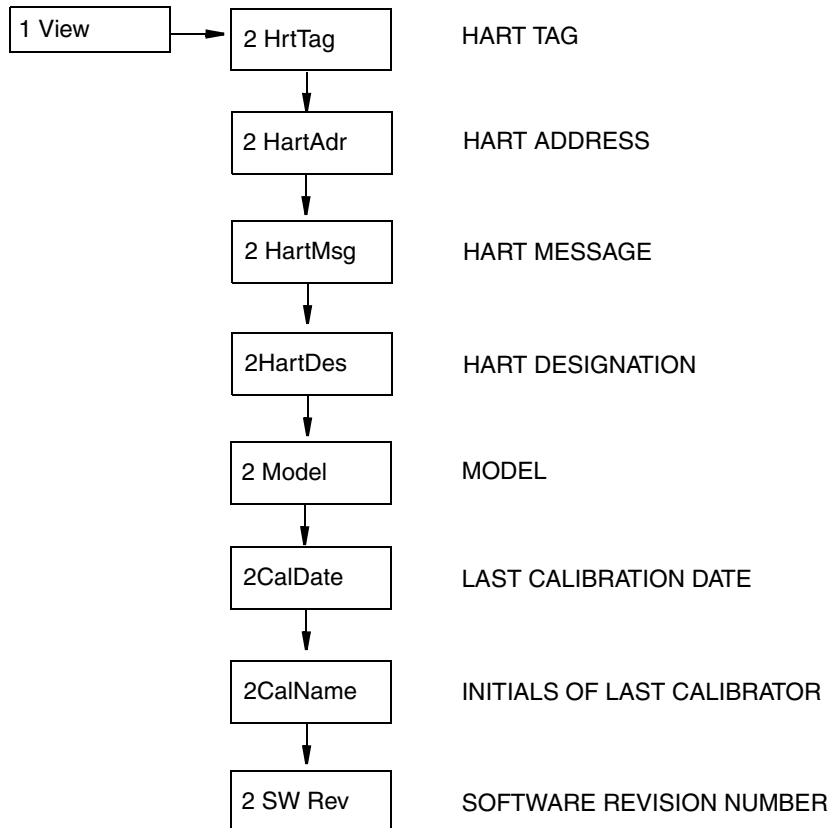 1 View
2 HrtTag HART TAG
2 HartAdr HART ADDRESS
2 HartMsg HART MESSAGE
2HartDes HART DESIGNATION
2 Model MODEL
2CalDate LAST CALIBRATION DATE
2CalName INITIALS OF LAST CALIBRATOR
2 SW Rev SOFTWARE REVISION NUMBER